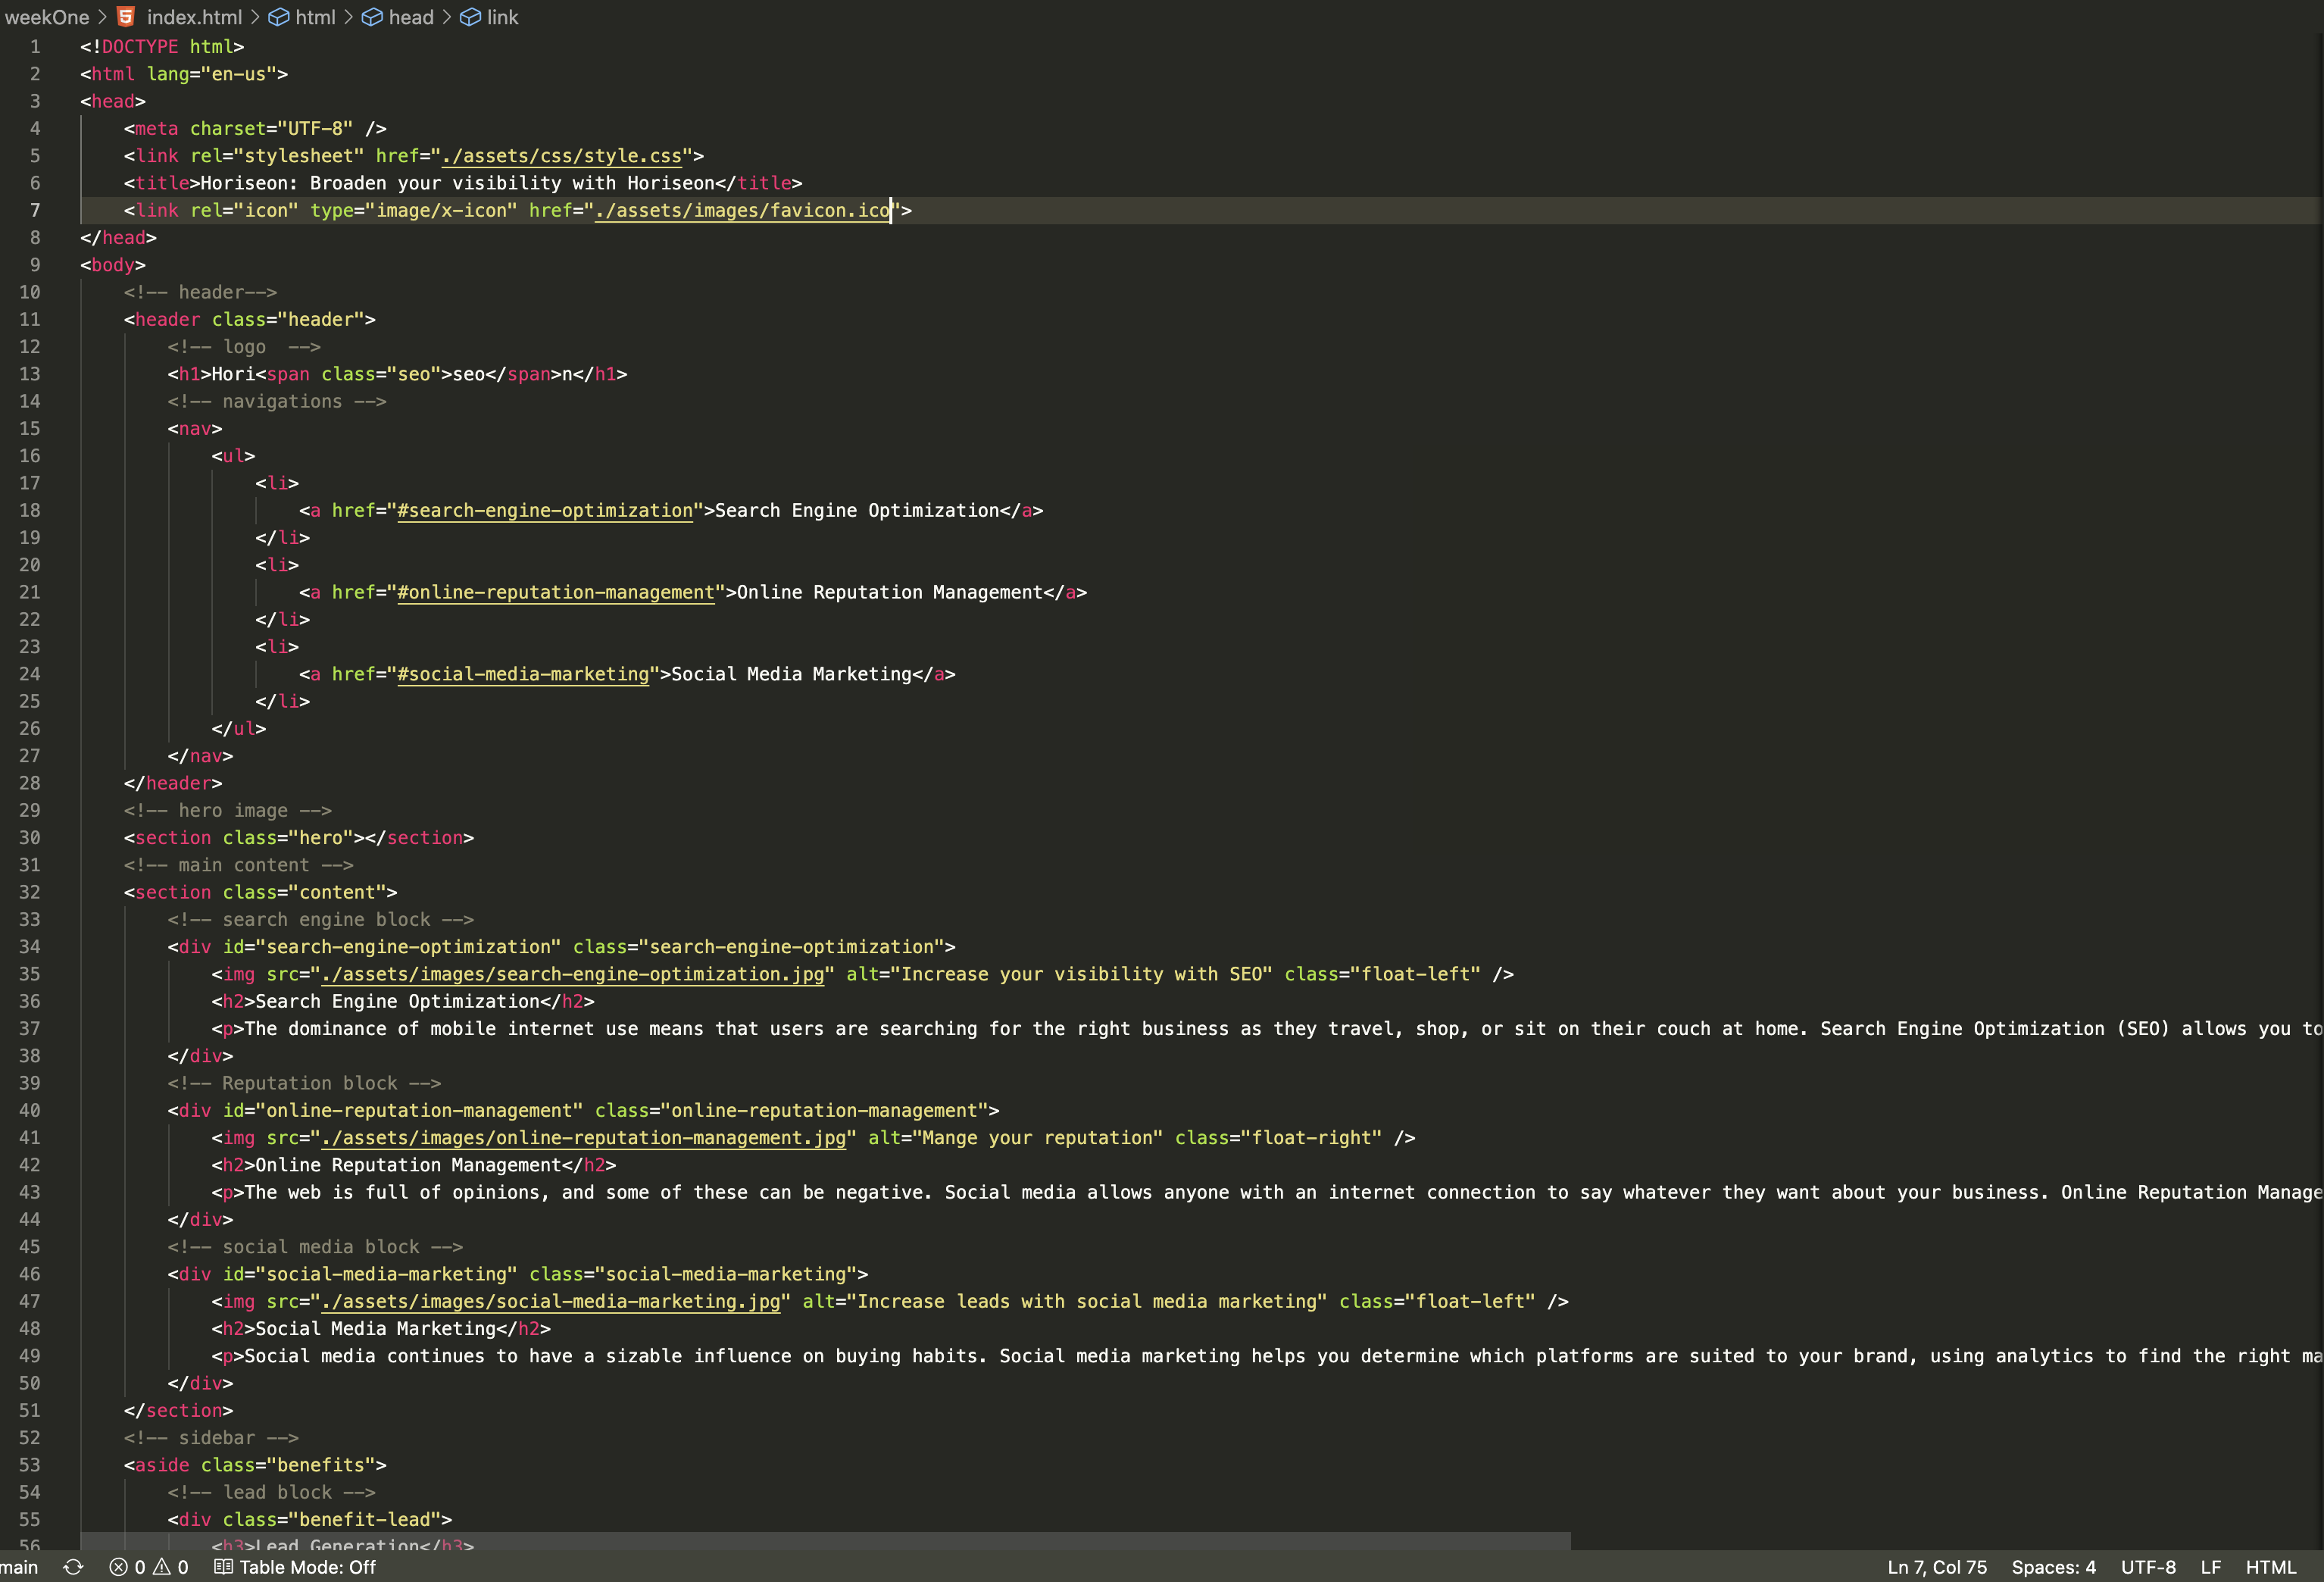 weekOne > index.html > html > head > link
1 <!DOCTYPE html>
2 <html lang="en-us">
3 <head>
4     <meta charset="UTF-8" />
5     <link rel="stylesheet" href="./assets/css/style.css">
6     <title>Horiseon: Broaden your visibility with Horiseon</title>
7     <link rel="icon" type="image/x-icon" href="./assets/images/favicon.ico">
8 </head>
9 <body>
10     <!-- header-->
11     <header class="header">
12         <!-- logo  -->
13         <h1>Hori<span class="seo">seo</span>n</h1>
14         <!-- navigations -->
15         <nav>
16             <ul>
17                 <li>
18                     <a href="#search-engine-optimization">Search Engine Optimization</a>
19                 </li>
20                 <li>
21                     <a href="#online-reputation-management">Online Reputation Management</a>
22                 </li>
23                 <li>
24                     <a href="#social-media-marketing">Social Media Marketing</a>
25                 </li>
26             </ul>
27         </nav>
28     </header>
29     <!-- hero image -->
30     <section class="hero"></section>
31     <!-- main content -->
32     <section class="content">
33         <!-- search engine block -->
34         <div id="search-engine-optimization" class="search-engine-optimization">
35             <img src="./assets/images/search-engine-optimization.jpg" alt="Increase your visibility with SEO" class="float-left" />
36             <h2>Search Engine Optimization</h2>
37             <p>The dominance of mobile internet use means that users are searching for the right business as they travel, shop, or sit on their couch at home. Search Engine Optimization (SEO) allows you to
38         </div>
39         <!-- Reputation block -->
40         <div id="online-reputation-management" class="online-reputation-management">
41             <img src="./assets/images/online-reputation-management.jpg" alt="Mange your reputation" class="float-right" />
42             <h2>Online Reputation Management</h2>
43             <p>The web is full of opinions, and some of these can be negative. Social media allows anyone with an internet connection to say whatever they want about your business. Online Reputation Manage
44         </div>
45         <!-- social media block -->
46         <div id="social-media-marketing" class="social-media-marketing">
47             <img src="./assets/images/social-media-marketing.jpg" alt="Increase leads with social media marketing" class="float-left" />
48             <h2>Social Media Marketing</h2>
49             <p>Social media continues to have a sizable influence on buying habits. Social media marketing helps you determine which platforms are suited to your brand, using analytics to find the right ma
50         </div>
51     </section>
52     <!-- sidebar -->
53     <aside class="benefits">
54         <!-- lead block -->
55         <div class="benefit-lead">
56             <h3>Lead Generation</h3>
main 0 0 Table Mode: Off Ln 7, Col 75 Spaces: 4 UTF-8 LF HTML